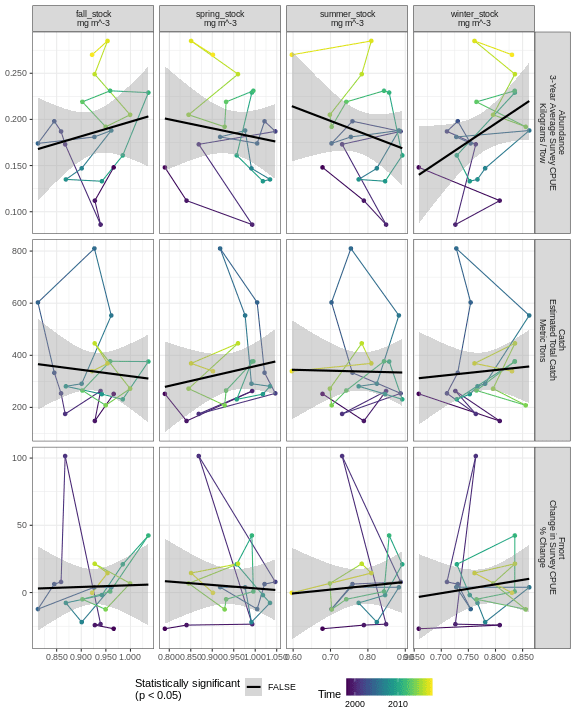 fall_stock
mg m^-3
spring_stock
mg m^-3
summer_stock
mg m^-3
winter_stock
mg m^-3
0.250
0.200
0.150
0.100
Abundance
3-Year Average Survey CPUE
Kilograms / Tow
800
600
400
200
Catch
Estimated Total Catch
Metric Tons
100
50
0
Fmort
Change in Survey CPUE
% Change
0.850 0.900 0.950 1.000
0.800 0.850 0.900 0.950 1.000 1.050
0.60 0.70 0.80
0.650 0.700 0.750 0.800 0.850
Statistically significant
(p < 0.05)
FALSE
Time
2000 2010